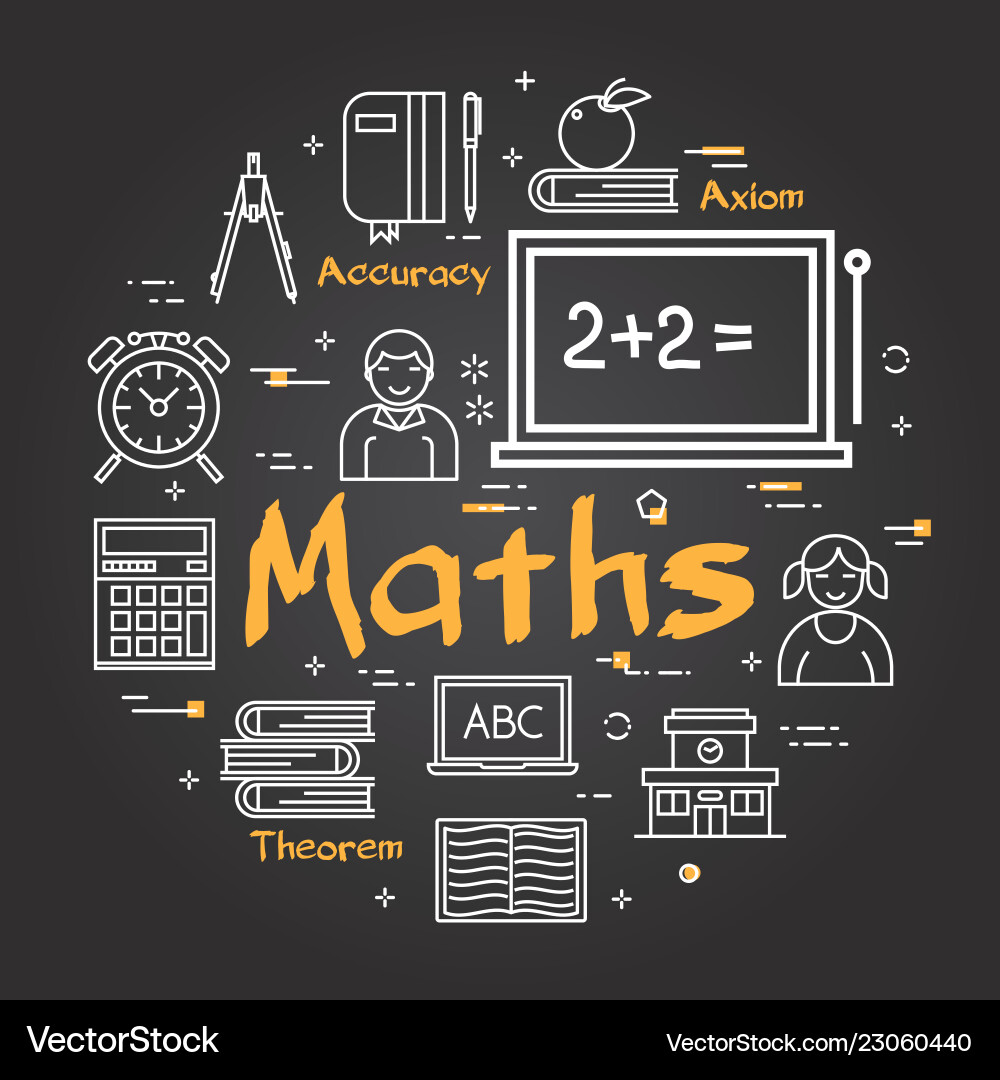 Axiom
Accuracy
2+2=
Maths
ABC
Theorem
VectorStock
VectorStock.com/23060440